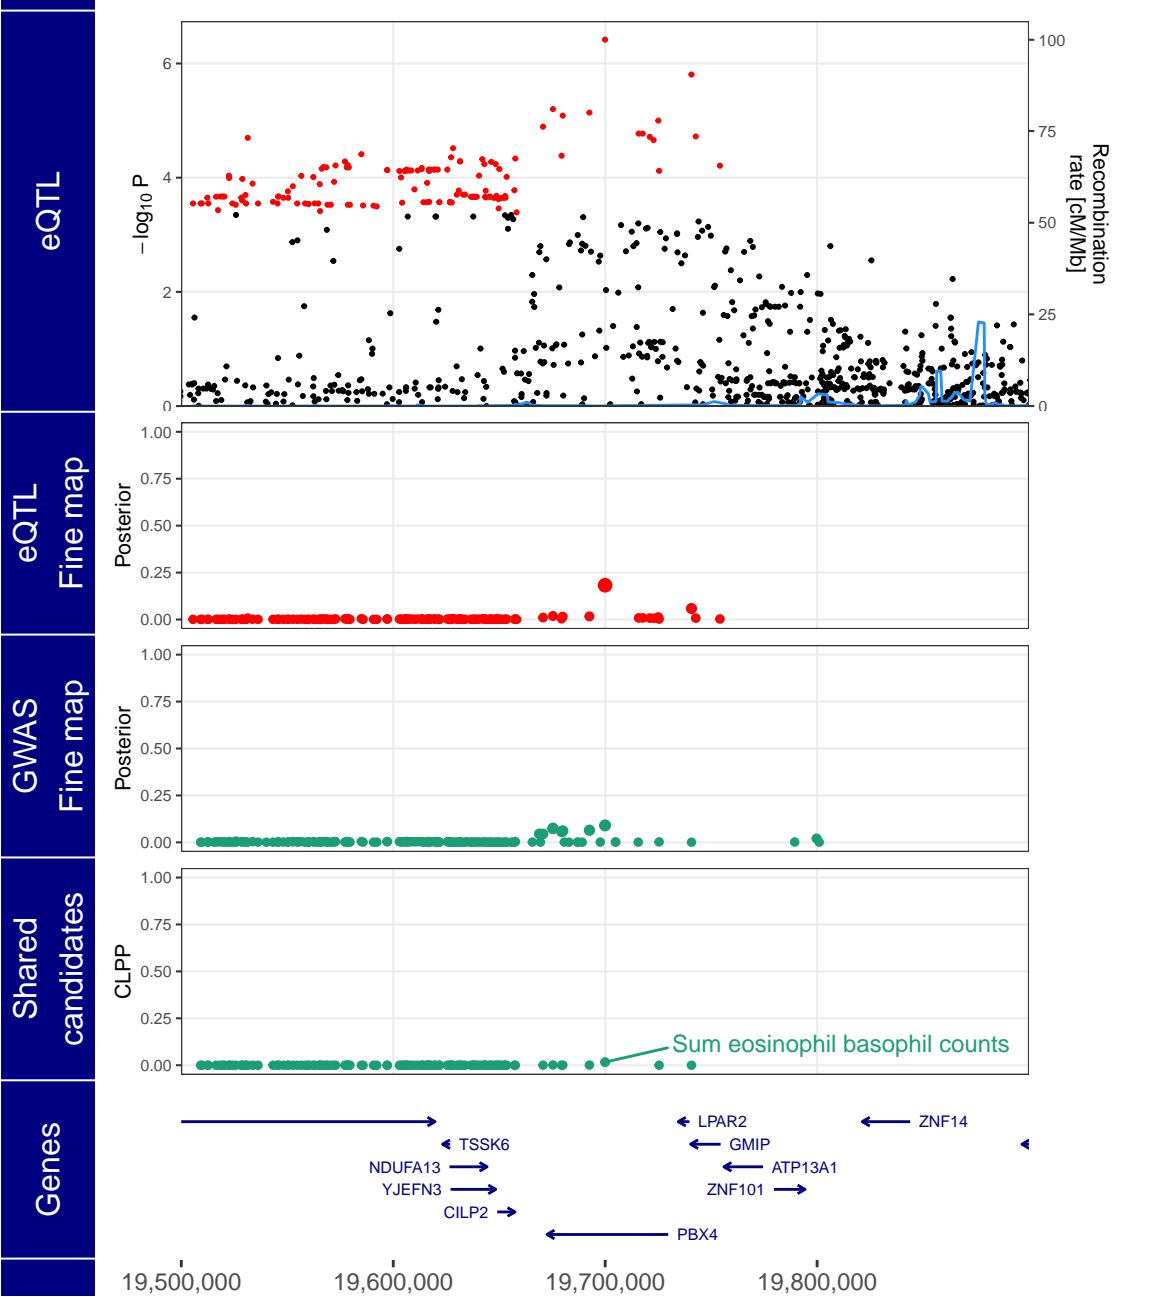 eQTL
−log10 P
6
4
2
0
100
75
50
25
0
Recombination
rate [cM/Mb]
eQTL
Fine map
Posterior
1.00
0.75
0.50
0.25
0.00
GWAS
Fine map
Posterior
1.00
0.75
0.50
0.25
0.00
Shared
candidates
CLPP
1.00
0.75
0.50
0.25
0.00
Sum eosinophil basophil counts
Genes
LPAR2
ZNF14
TSSK6
GMIP
NDUFA13
ATP13A1
YJEFN3
ZNF101
CILP2
PBX4
19,500,000
19,600,000
19,700,000
19,800,000